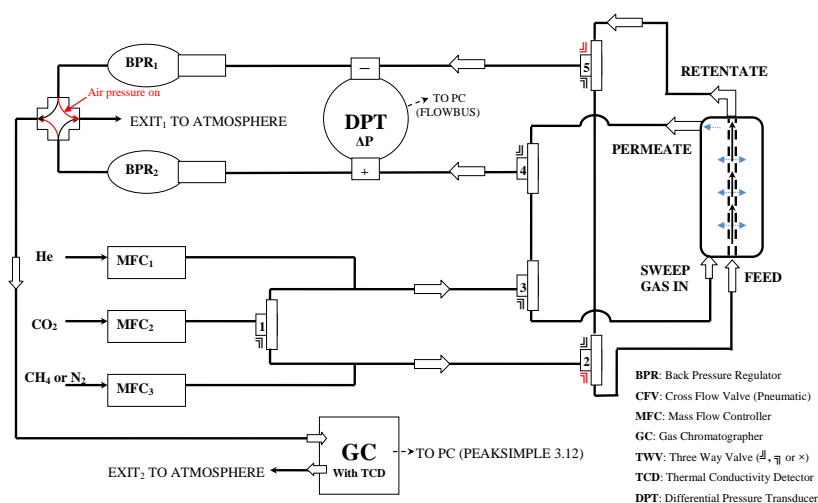 BPR₁
╝
5
╗
RETENTATE
Air pressure on
—
EXIT₁ TO ATMOSPHERE
DPT
ΔP
TO PC
(FLOWBUS)
PERMEATE
BPR₂
+
╝
4
He
MFC₁
SWEEP
GAS IN
FEED
3
╗
CO₂
MFC₂
1
╗
╝
2
╗
CH₄ or N₂
MFC₃
BPR: Back Pressure Regulator
CFV: Cross Flow Valve (Pneumatic)
MFC: Mass Flow Controller
GC: Gas Chromatographer
TWV: Three Way Valve (╝, ╗ or ×)
TCD: Thermal Conductivity Detector
DPT: Differential Pressure Transducer
GC
With TCD
TO PC (PEAKSIMPLE 3.12)
EXIT₂ TO ATMOSPHERE